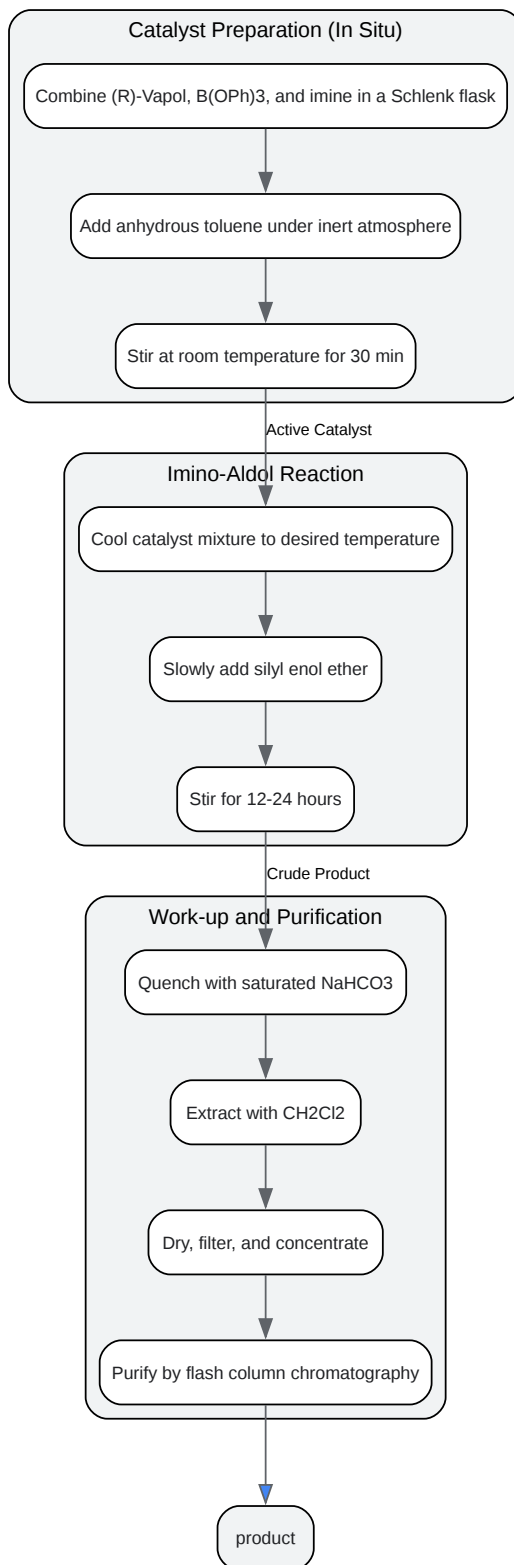 Catalyst Preparation (In Situ)
Combine (R)-Vapol, B(OPh)3, and imine in a Schlenk flask
Add anhydrous toluene under inert atmosphere
Stir at room temperature for 30 min
Active Catalyst
Imino-Aldol Reaction
Cool catalyst mixture to desired temperature
Slowly add silyl enol ether
Stir for 12-24 hours
Crude Product
Work-up and Purification
Quench with saturated NaHCO3
Extract with CH2Cl2
Dry, filter, and concentrate
Purify by flash column chromatography
product